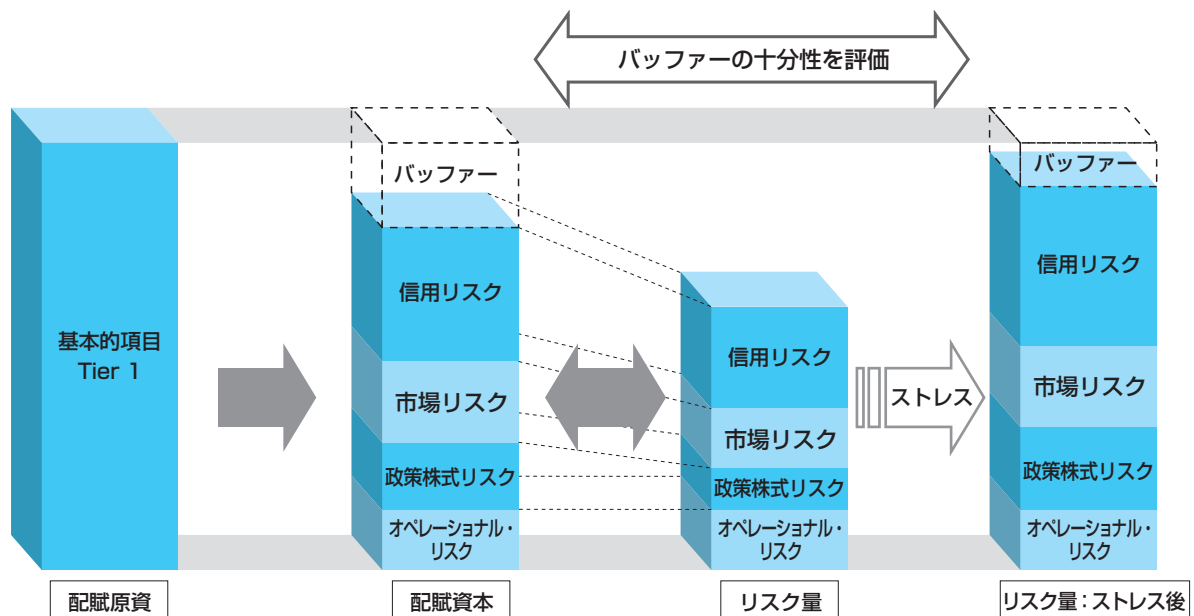 バッファーの十分性を評価
基本的項目
Tier 1
配賦原資
バッファー
信用リスク
市場リスク
政策株式リスク
オペレーショナル・
リスク
配賦資本
信用リスク
市場リスク
政策株式リスク
オペレーショナル・
リスク
リスク量
ストレス
バッファー
信用リスク
市場リスク
政策株式リスク
オペレーショナル・
リスク
リスク量：ストレス後